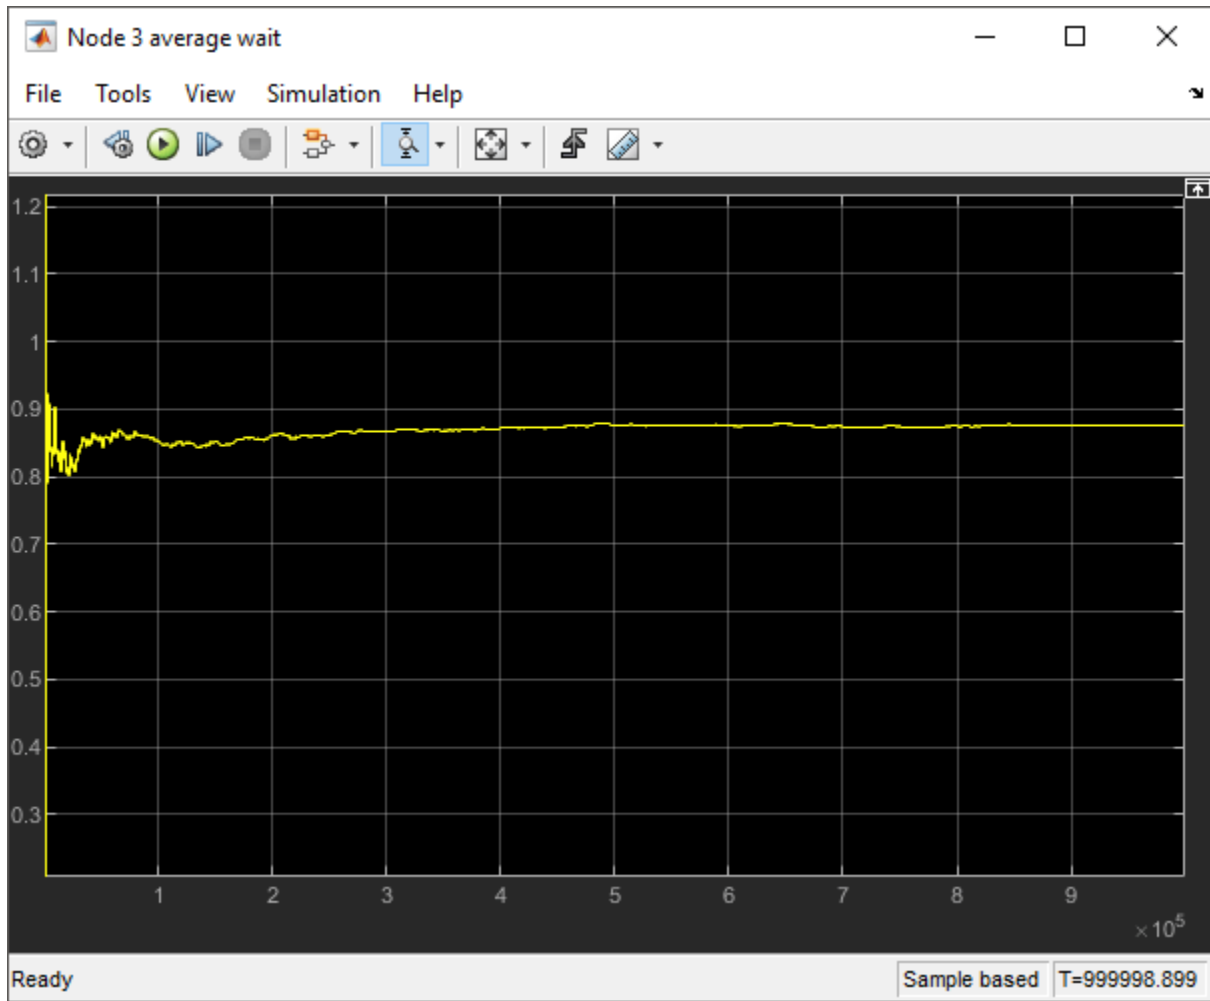 Node 3 average wait
File Tools View Simulation Help
1.2
1.1
1
0.9
0.8
0.7
0.6
0.5
0.4
0.3
1 2 3 4 5 6 7 8 9
×10⁵
Ready Sample based T=999998.899